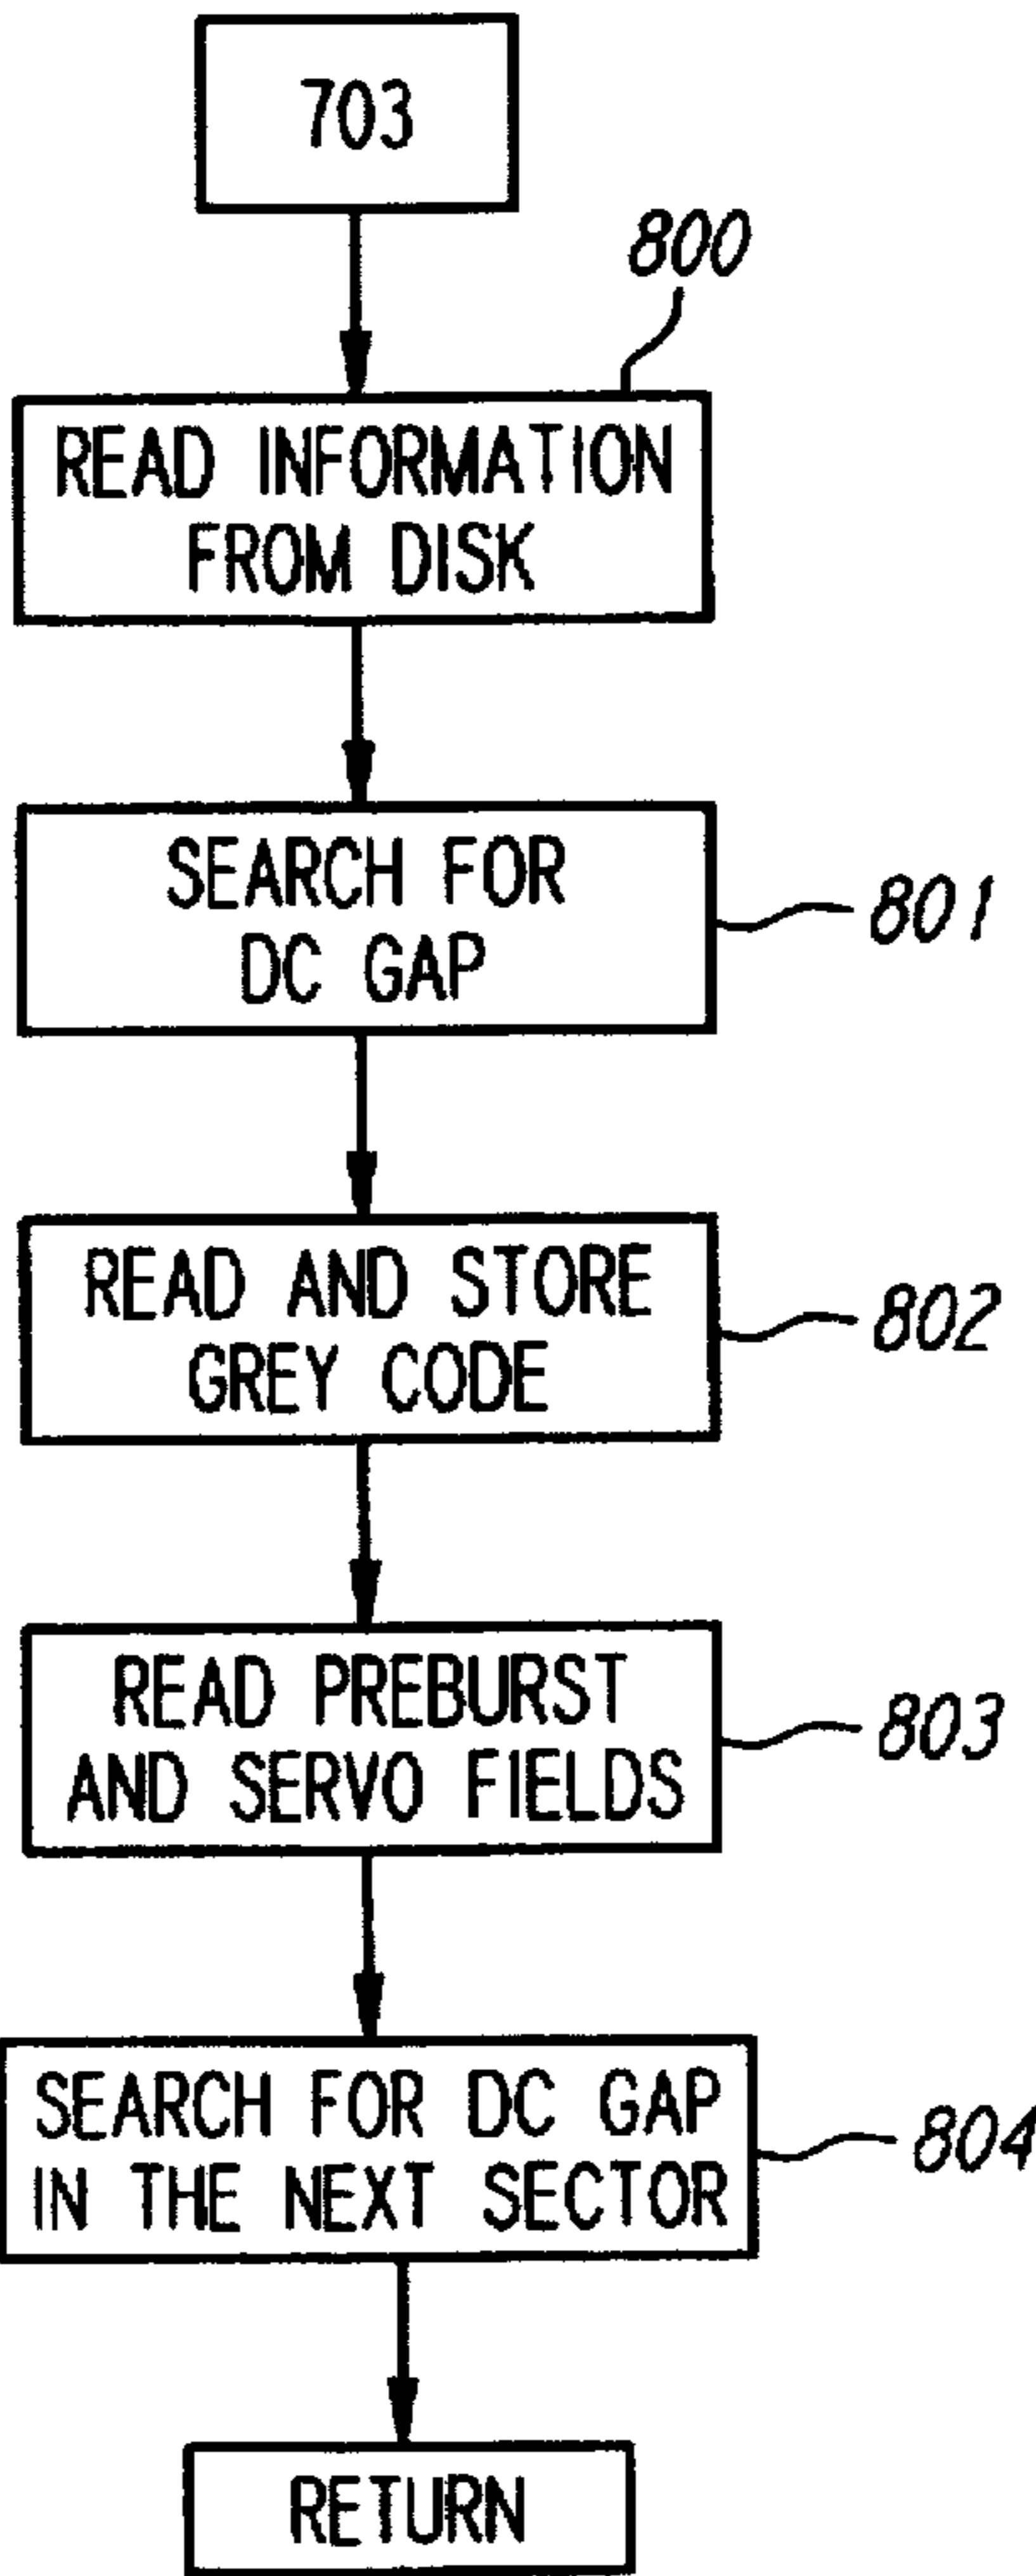 703
800
READ INFORMATION
FROM DISK
SEARCH FOR
DC GAP
801
READ AND STORE
GREY CODE
802
READ PREBURST
AND SERVO FIELDS
803
SEARCH FOR DC GAP
IN THE NEXT SECTOR
804
RETURN